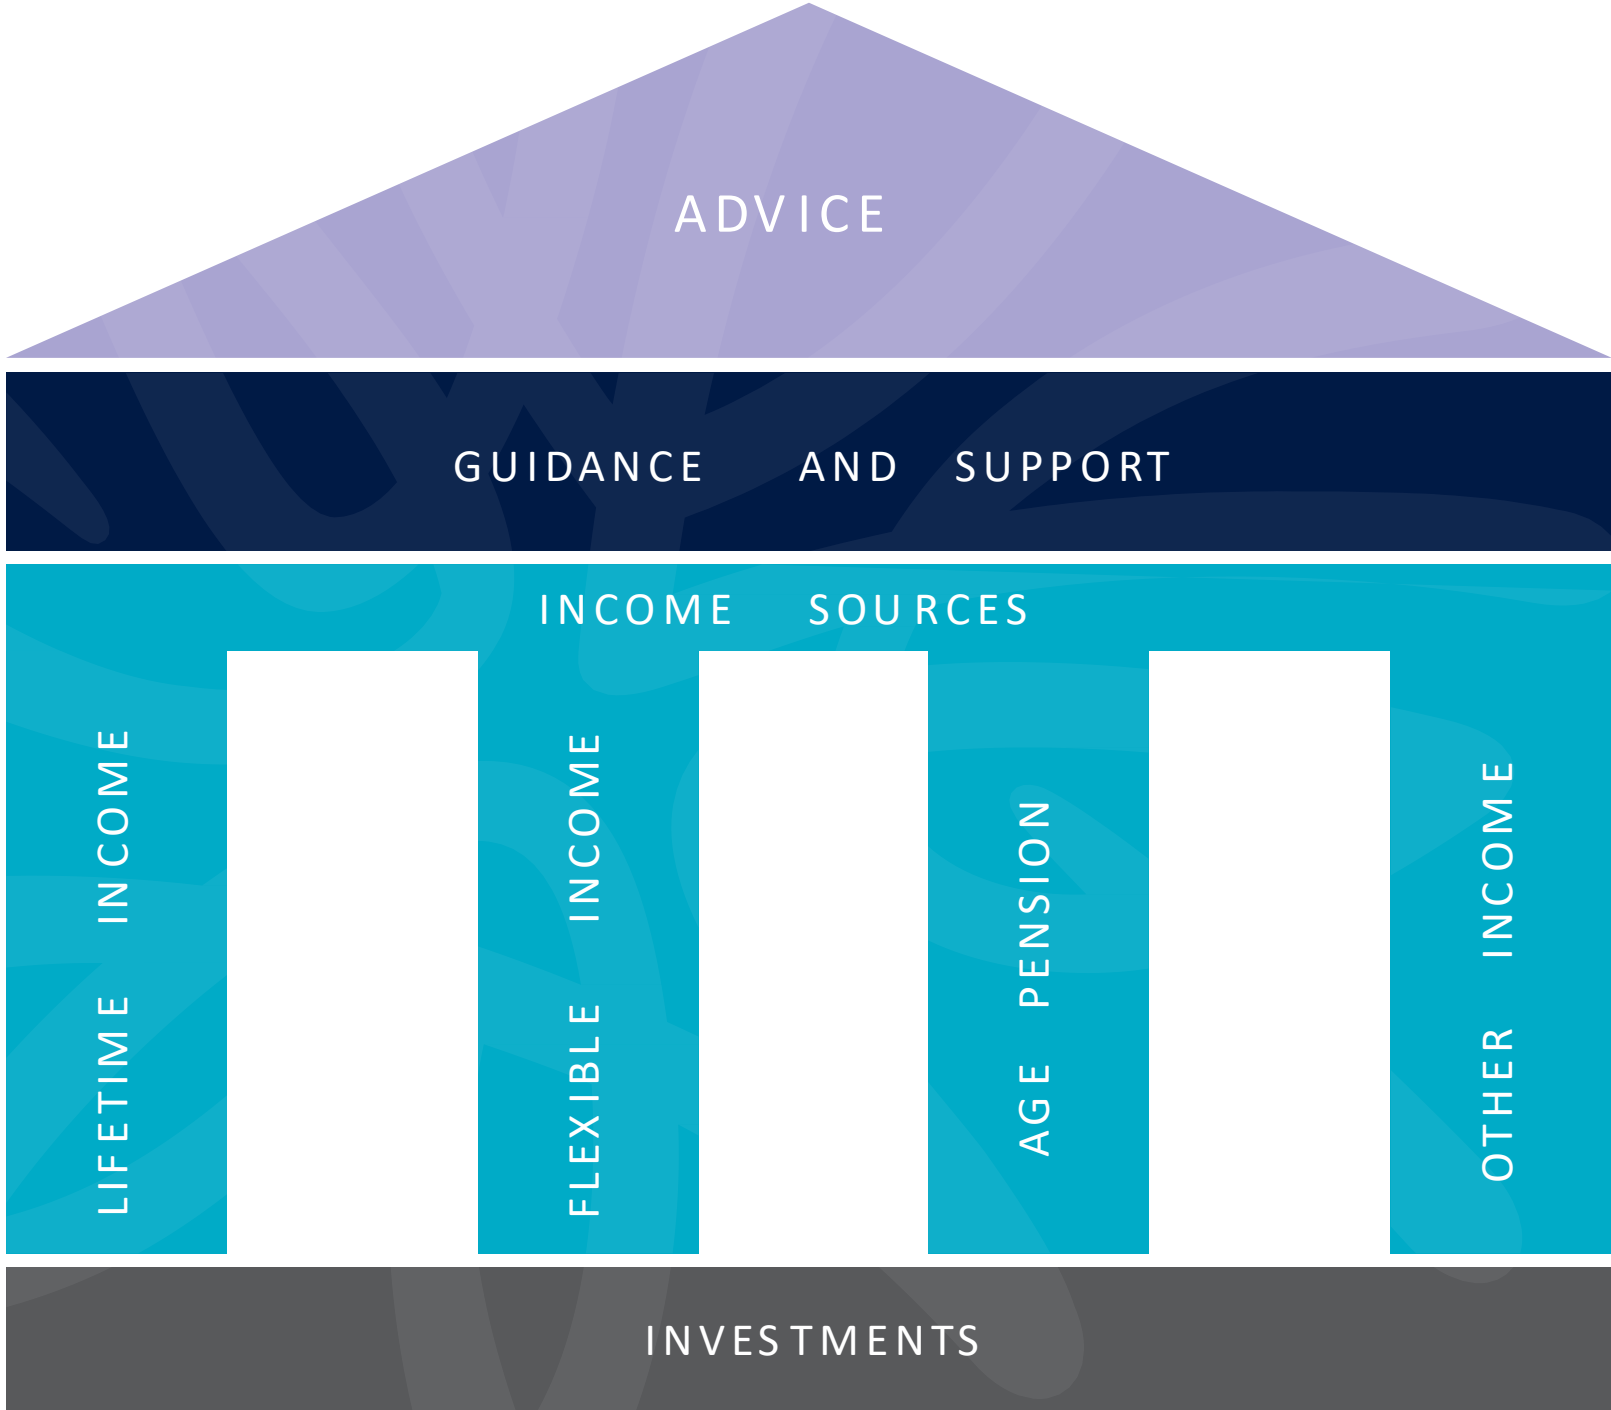 ADVICE
GUIDANCE AND SUPPORT
INCOME SOURCES
LIFETIME INCOME
FLEXIBLE INCOME
AGE PENSION
OTHER INCOME
INVESTMENTS